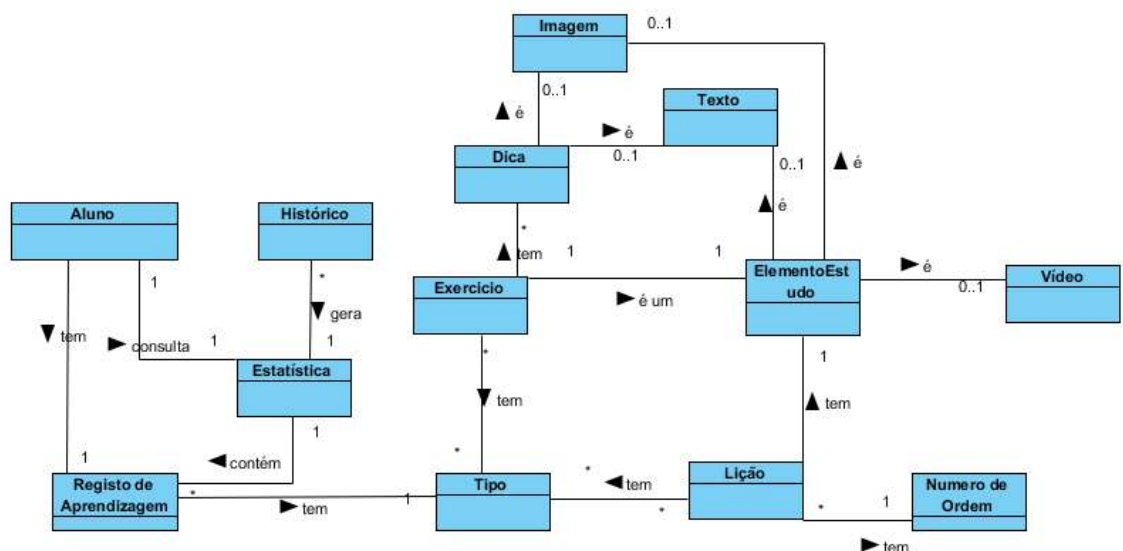 Imagem
0..1
0..1
é
Texto
é
0..1
0..1
é
é
Dica
Aluno
Histórico
*
tem
1
1
ElementoEst
udo
é
0..1
Vídeo
Exercicio
é um
1
*
gera
tem
consulta
1
1
Estatística
*
tem
1
tem
1
contém
1
*
*
tem
Lição
1
Registo de
Aprendizagem
*
tem
1
Tipo
*
*
1
Numero de
Ordem
tem